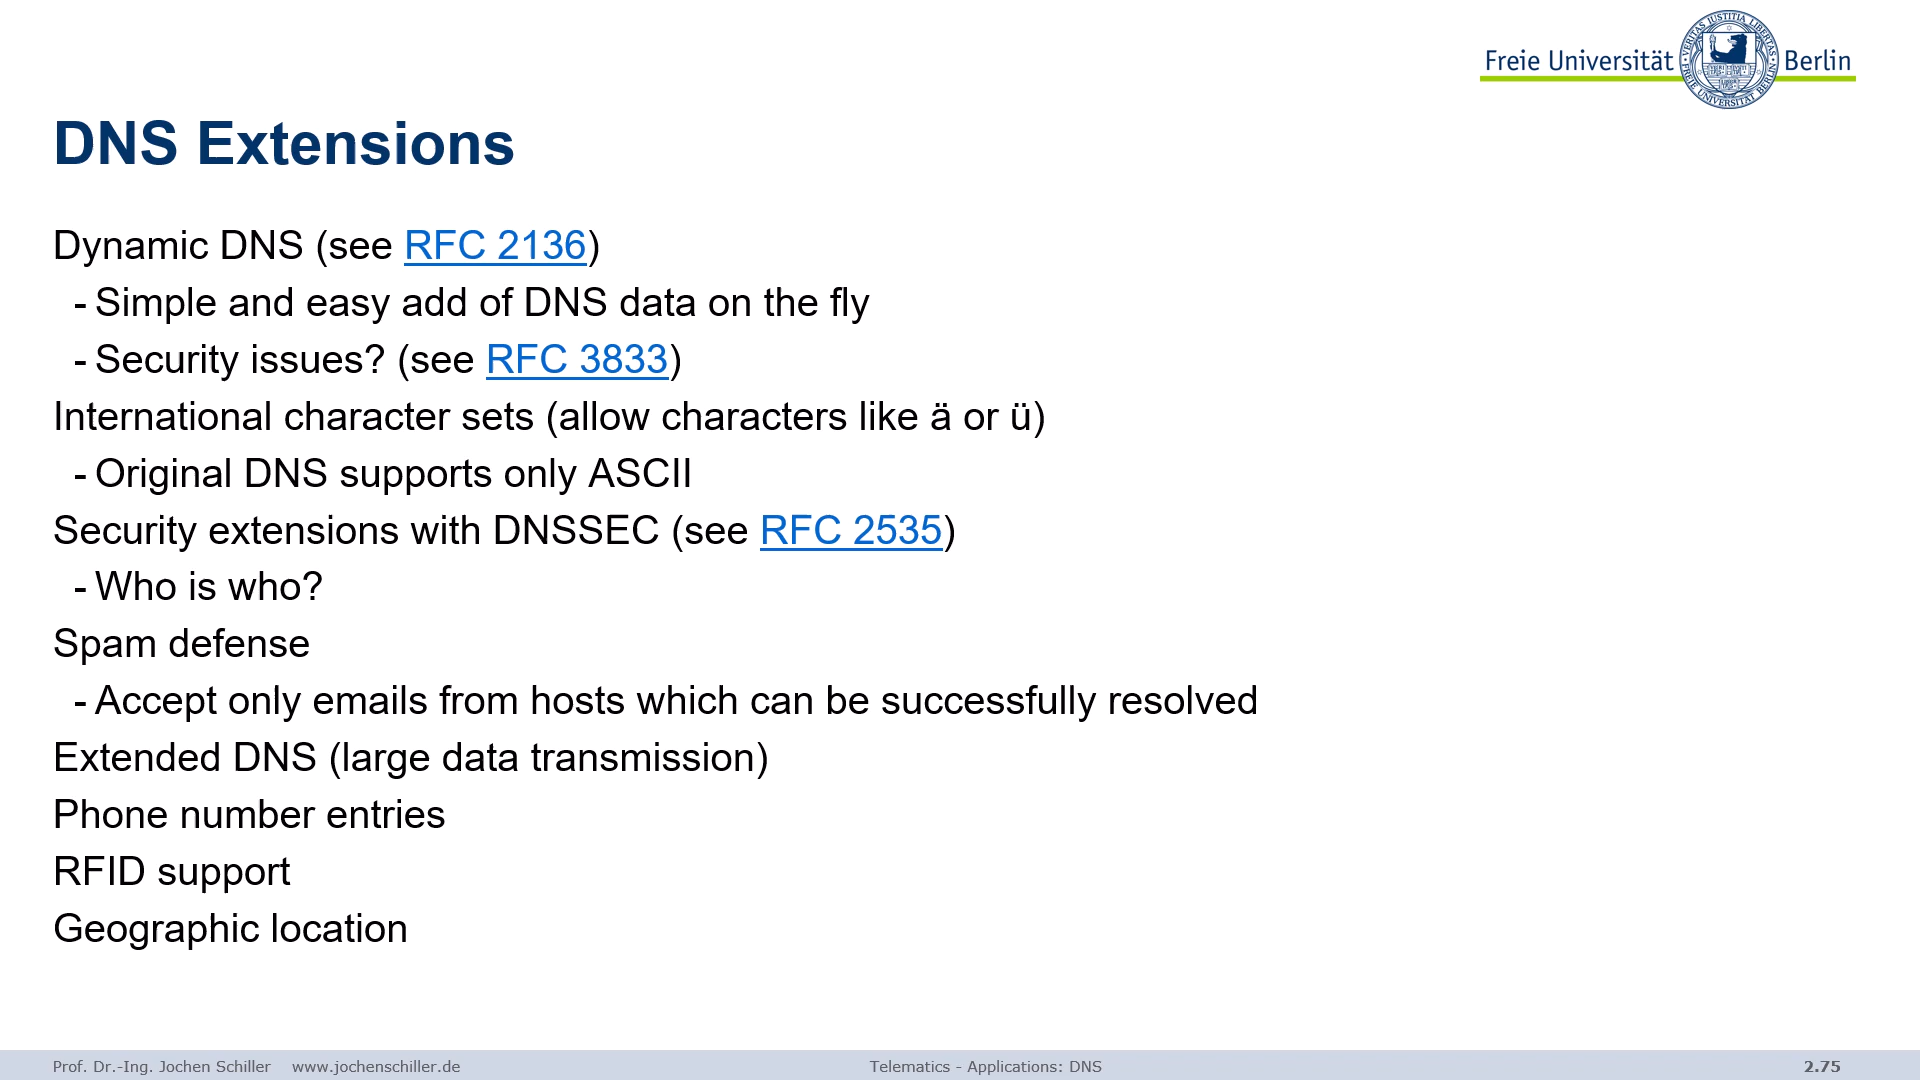 Freie Universität Berlin
DNS Extensions
Dynamic DNS (see RFC 2136)
- Simple and easy add of DNS data on the fly
- Security issues? (see RFC 3833)
International character sets (allow characters like ä or ü)
- Original DNS supports only ASCII
Security extensions with DNSSEC (see RFC 2535)
- Who is who?
Spam defense
- Accept only emails from hosts which can be successfully resolved
Extended DNS (large data transmission)
Phone number entries
RFID support
Geographic location
Prof. Dr.-Ing. Jochen Schiller www.jochenschiller.de Telematics - Applications: DNS 2.75